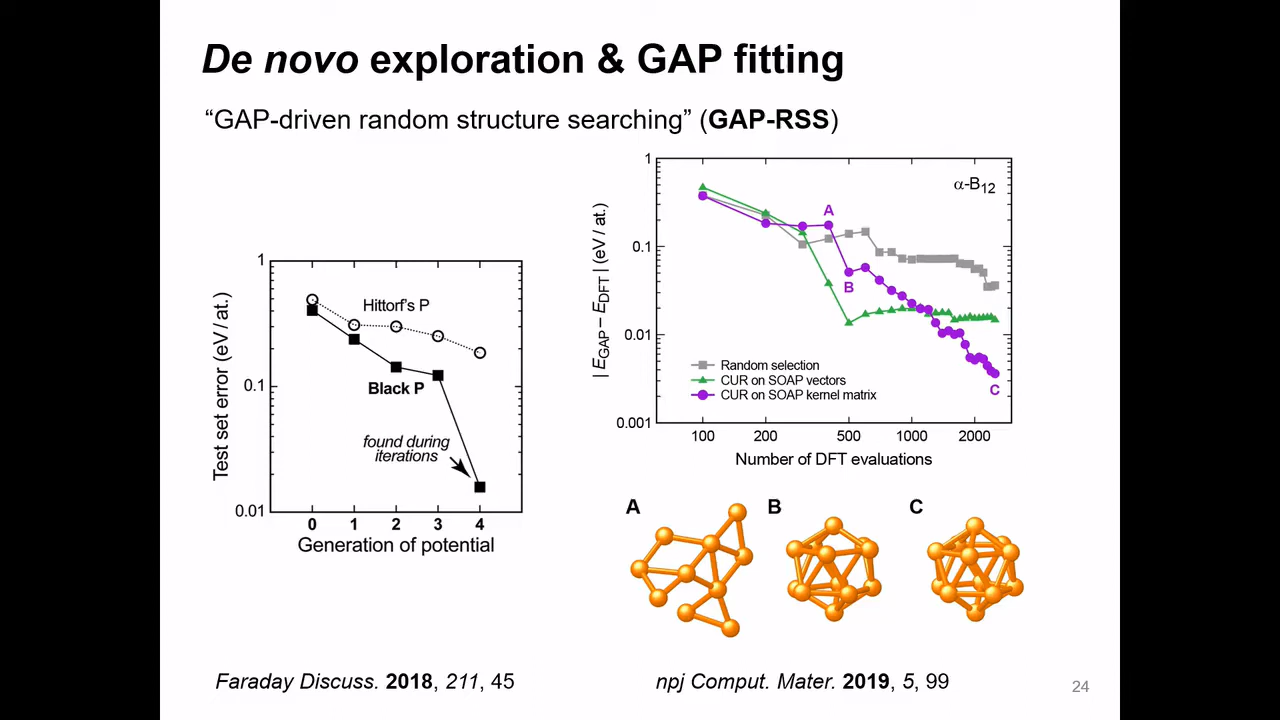 De novo exploration & GAP fitting
“GAP-driven random structure searching” (GAP-RSS)
1
0.1
0.01
Test set error (eV / at.)
Hittorf's P
Black P
found during
iterations
0 1 2 3 4
Generation of potential
1
0.1
0.01
0.001
| EGAP – EDFT | (eV / at.)
α-B12
A
B
C
Random selection
CUR on SOAP vectors
CUR on SOAP kernel matrix
100 200 500 1000 2000
Number of DFT evaluations
A B C
Faraday Discuss. 2018, 211, 45
npj Comput. Mater. 2019, 5, 99
24